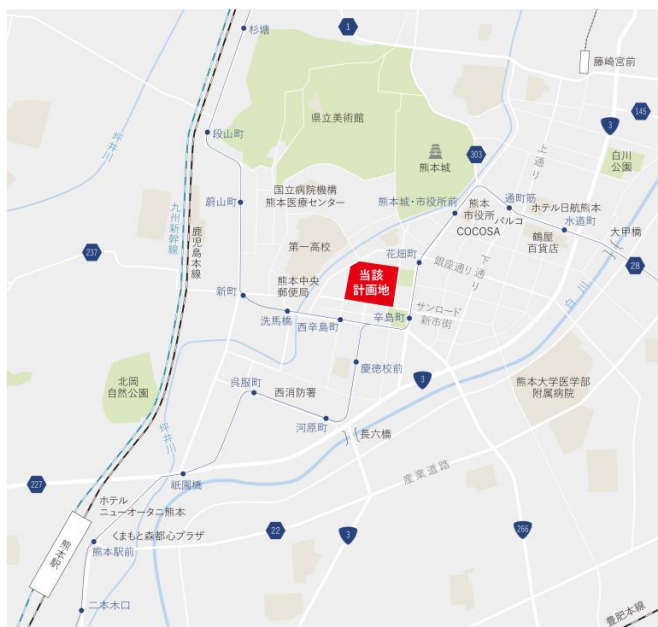 杉塘
1
藤崎宮前
3
145
県立美術館
坪井川
段山町
熊本城
303
上通り
白川
公園
国立病院機構
熊本医療センター
蔚山町
九州新幹線
鹿児島本線
熊本城・市役所前
熊本
市役所
通町筋
パルコ
ホテル日航熊本
水道町
COCOSA
鶴屋
百貨店
大甲橋
237
第一高校
花畑町
銀座通り
下通り
28
当該
計画地
熊本中央
郵便局
新町
洗馬橋
西辛島町
辛島町
サンロード
新市街
白川
慶徳校前
3
北岡
自然公園
呉服町
西消防署
熊本大学医学部
附属病院
坪井川
河原町
長六橋
産業道路
227
祇園橋
ホテル
ニューオータニ熊本
22
3
266
くまもと森都心プラザ
熊本駅
熊本駅前
二本木口
豊肥本線